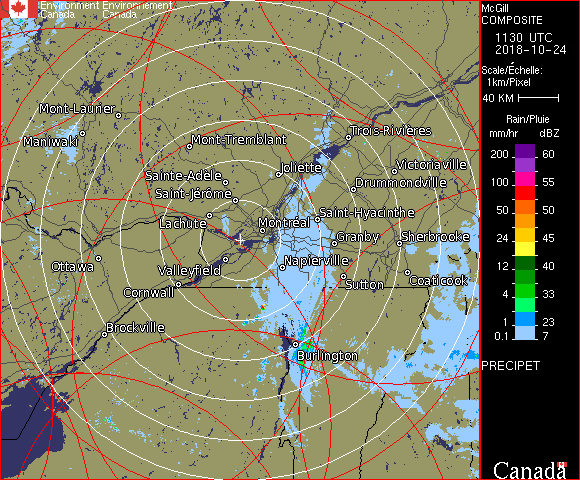 Environment Environnement
Canada Canada
McGill
COMPOSITE
1130 UTC
2018-10-24
Scale/Échelle:
1km/Pixel
40 KM
Rain/Pluie
mm/hr dBZ
200 60
100 55
50 50
24 45
12 40
4 33
1 23
0.1 7
PRECIPET
Canada
Mont-Laurier
Maniwaki
Mont-Tremblant
Trois-Rivières
Sainte-Adèle
Joliette
Victoriaville
Saint-Jérôme
Drummondville
Lachute
Montréal
Saint-Hyacinthe
Granby
Sherbrooke
Ottawa
Valleyfield
Napierville
Cornwall
Sutton
Coaticook
Brockville
Burlington